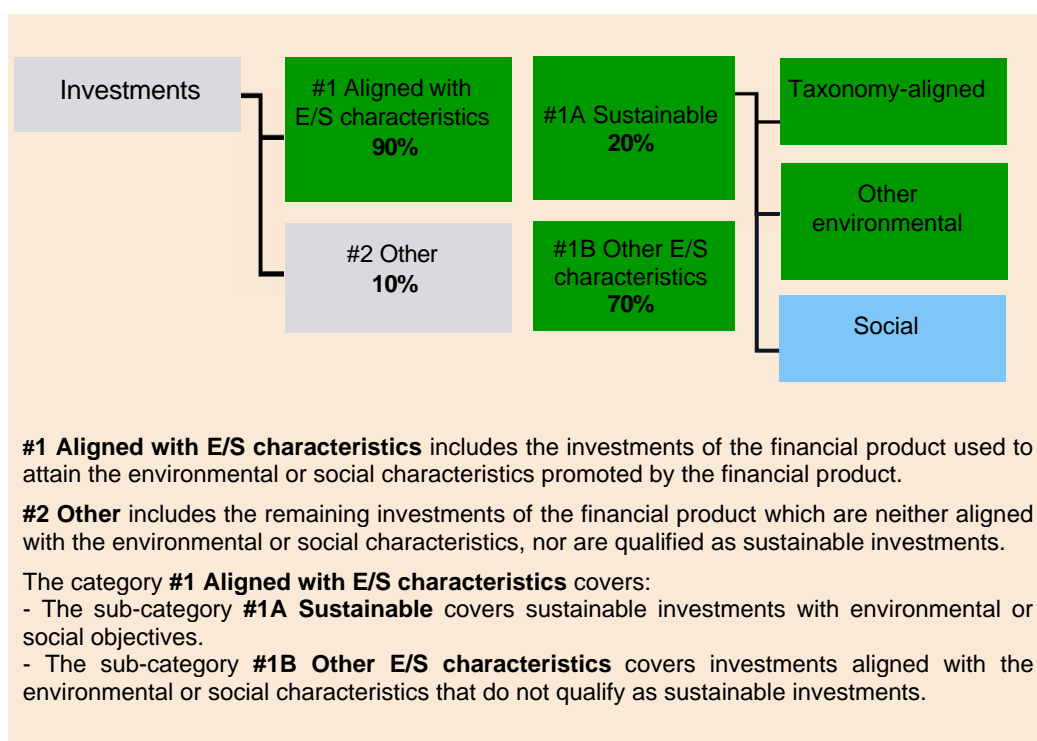 Investments
#1 Aligned with
E/S characteristics
90%
#2 Other
10%
#1A Sustainable
20%
#1B Other E/S
characteristics
70%
Taxonomy-aligned
Other
environmental
Social
#1 Aligned with E/S characteristics includes the investments of the financial product used to
attain the environmental or social characteristics promoted by the financial product.
#2 Other includes the remaining investments of the financial product which are neither aligned
with the environmental or social characteristics, nor are qualified as sustainable investments.
The category #1 Aligned with E/S characteristics covers:
- The sub-category #1A Sustainable covers sustainable investments with environmental or
social objectives.
- The sub-category #1B Other E/S characteristics covers investments aligned with the
environmental or social characteristics that do not qualify as sustainable investments.